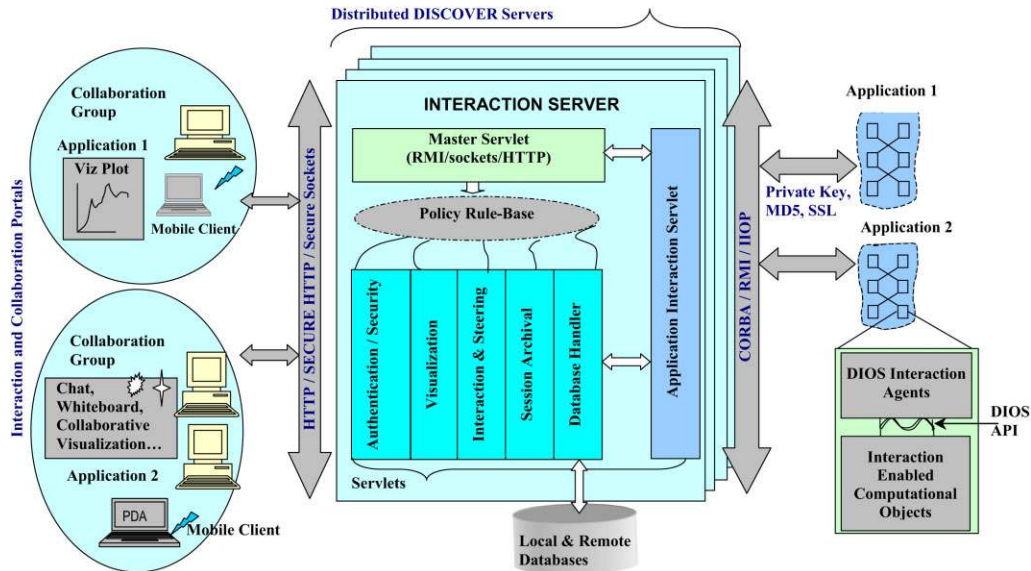 Distributed DISCOVER Servers
Interaction and Collaboration Portals
Collaboration
Group
Application 1
Viz Plot
Mobile Client
Collaboration
Group
Chat,
Whiteboard,
Collaborative
Visualization…
Application 2
PDA
Mobile Client
HTTP / SECURE HTTP / Secure Sockets
INTERACTION SERVER
Master Servlet
(RMI/sockets/HTTP)
Policy Rule-Base
Authentication / Security
Visualization
Interaction & Steering
Session Archival
Database Handler
Application Interaction Servlet
Servlets
Local & Remote
Databases
CORBA / RMI / IIOP
Application 1
Private Key,
MD5, SSL
Application 2
DIOS Interaction
Agents
DIOS
API
Interaction
Enabled
Computational
Objects